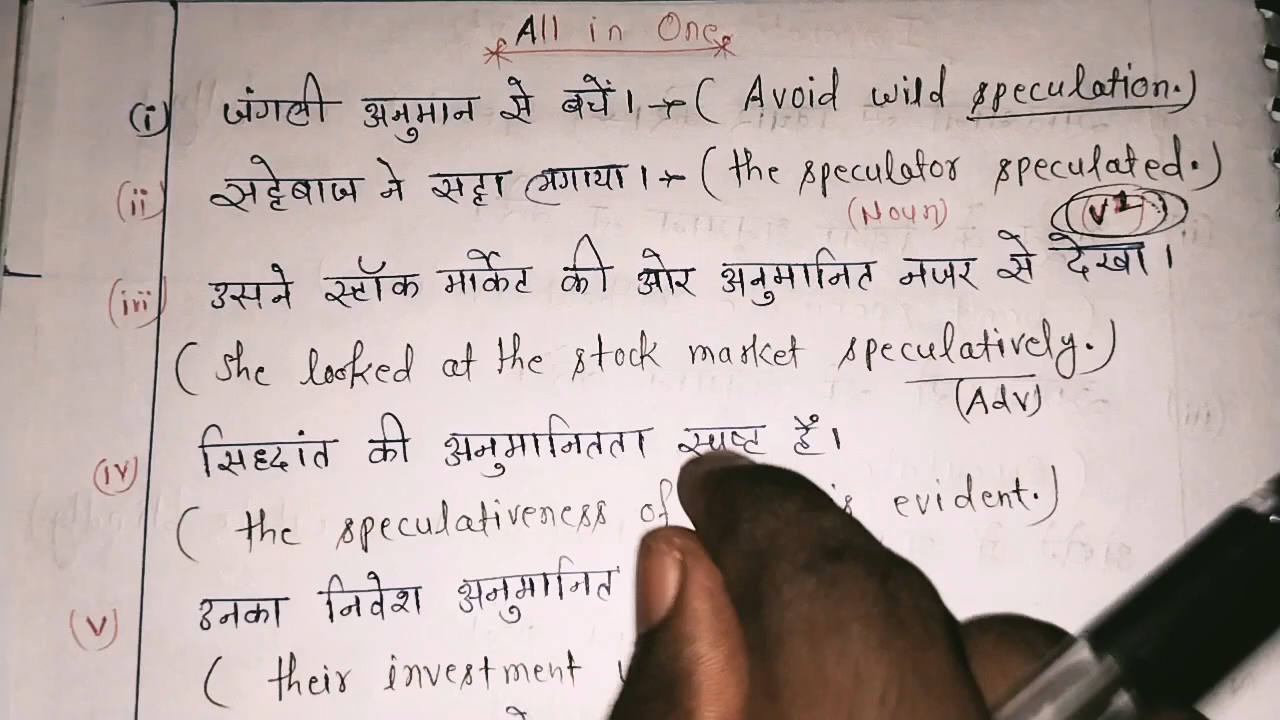 All in One
(i) जंगली अनुमान से बचें। → (Avoid wild speculation.)
(ii) सट्टेबाज ने सट्टा लगाया। → (the speculator speculated.)
(Noun) (V²)
(iii) उसने स्टॉक मार्केट की ओर अनुमानित नजर से देखा।
(She looked at the stock market speculatively.)
(Adv)
(iv) सिध्दांत की अनुमानितता स्पष्ट है।
(the speculativeness of is evident.)
(v) उनका निवेश अनुमानित
(their investment